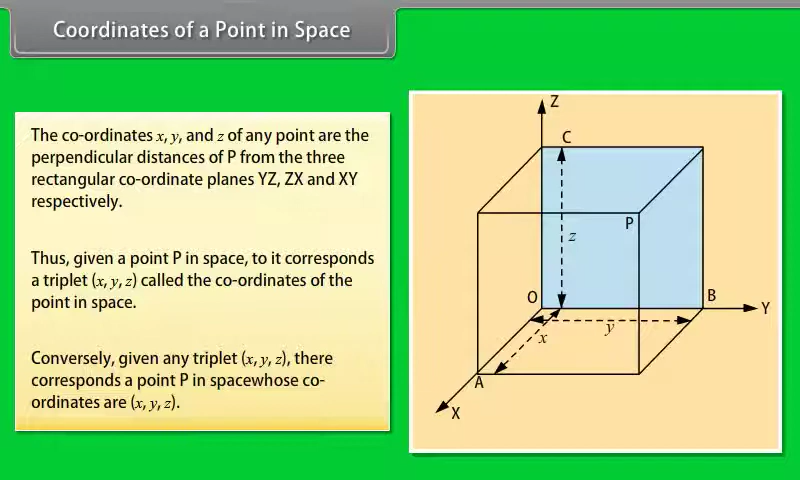 Coordinates of a Point in Space
The co-ordinates x, y, and z of any point are the
perpendicular distances of P from the three
rectangular co-ordinate planes YZ, ZX and XY
respectively.
Thus, given a point P in space, to it corresponds
a triplet (x, y, z) called the co-ordinates of the
point in space.
Conversely, given any triplet (x, y, z), there
corresponds a point P in spacewhose co-
ordinates are (x, y, z).
Z
C
P
z
O
B
Y
y
x
A
X